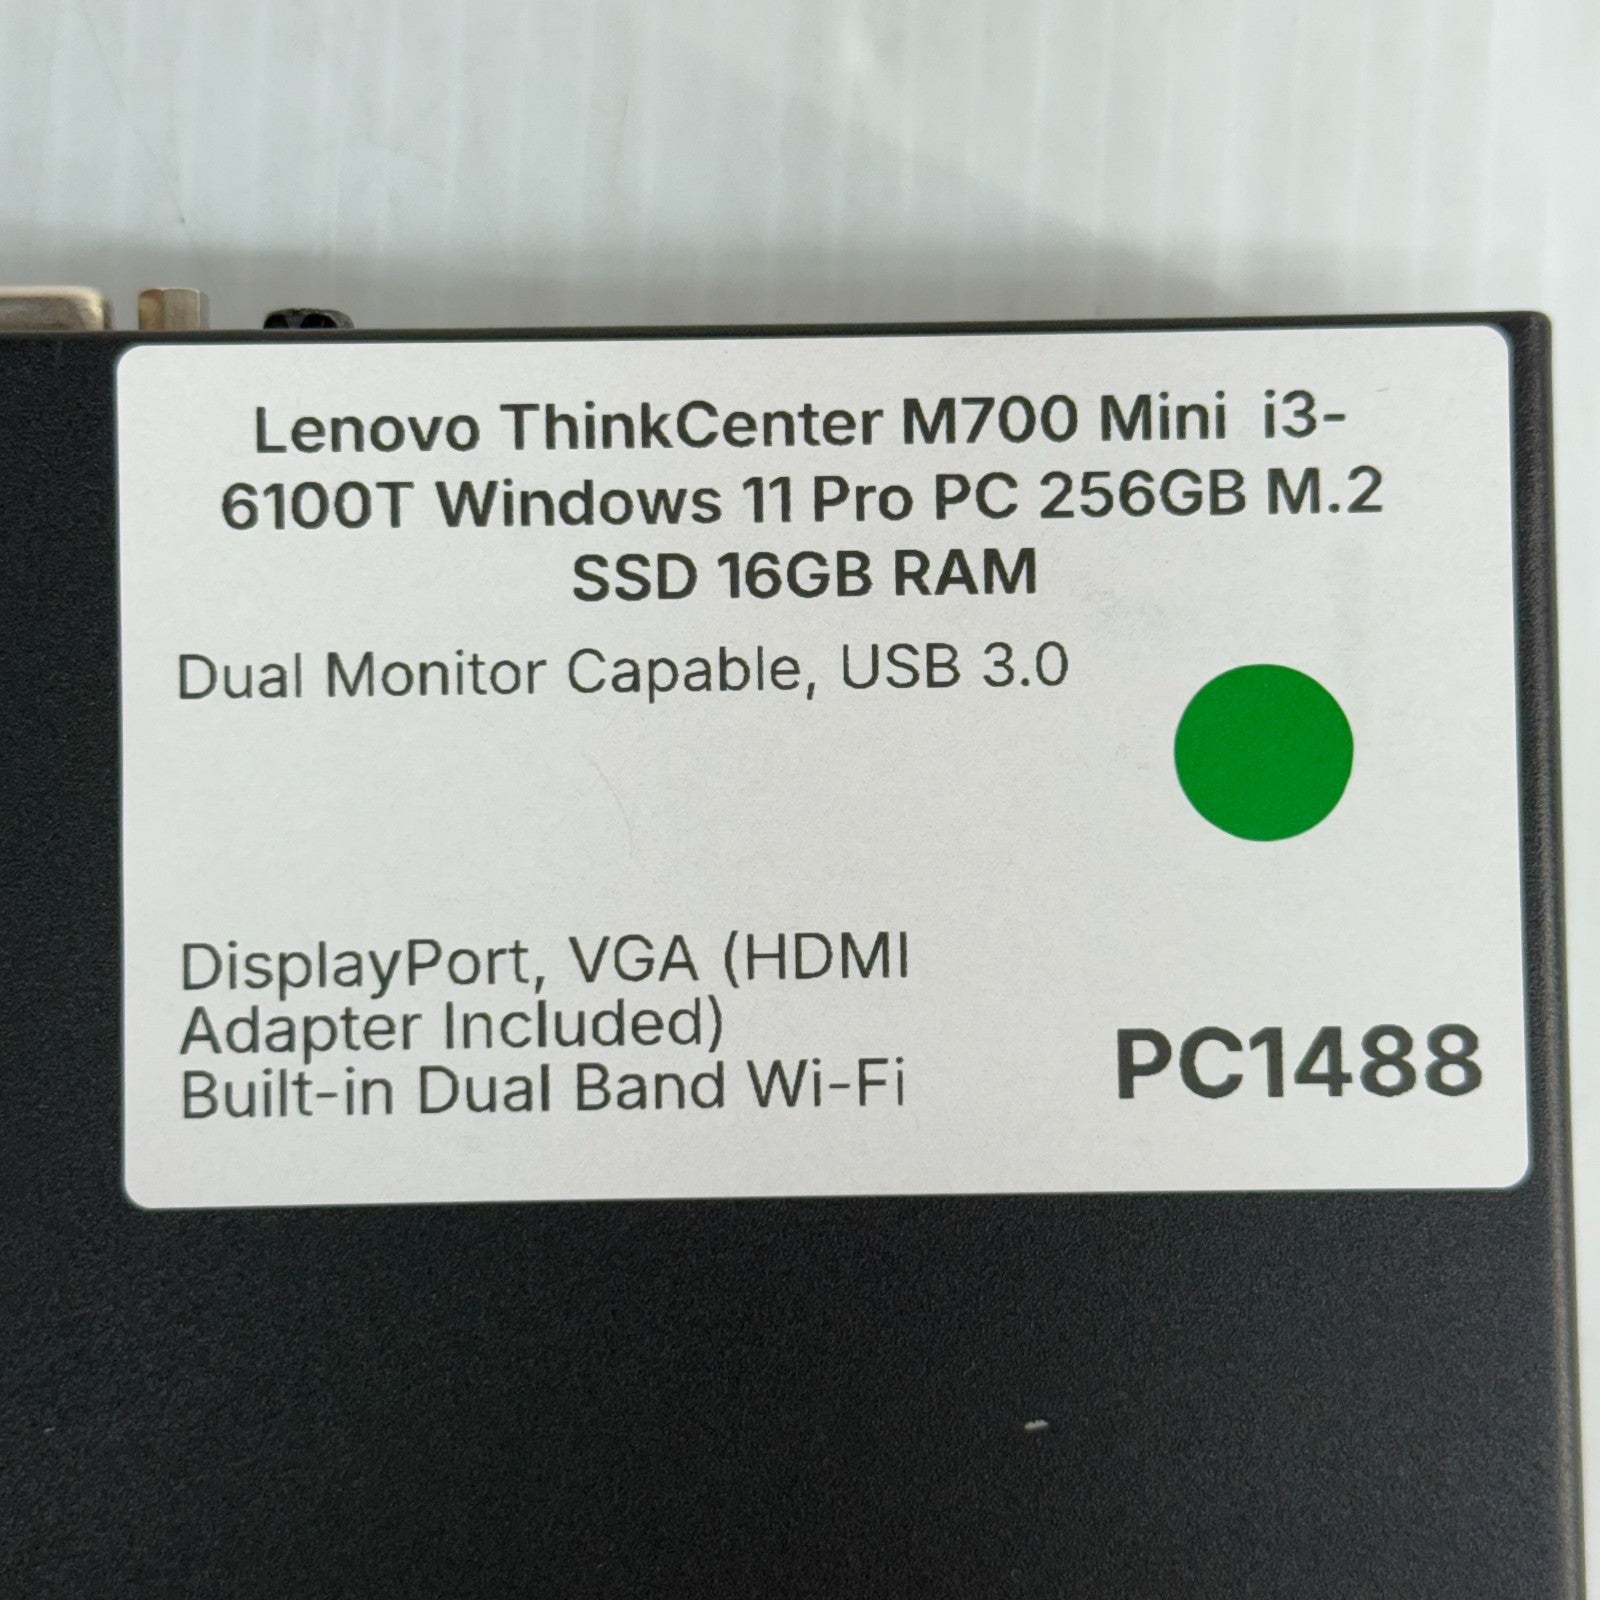 Lenovo ThinkCenter M700 Mini i3-
6100T Windows 11 Pro PC 256GB M.2
SSD 16GB RAM
Dual Monitor Capable, USB 3.0
DisplayPort, VGA (HDMI
Adapter Included)
Built-in Dual Band Wi-Fi
PC1488